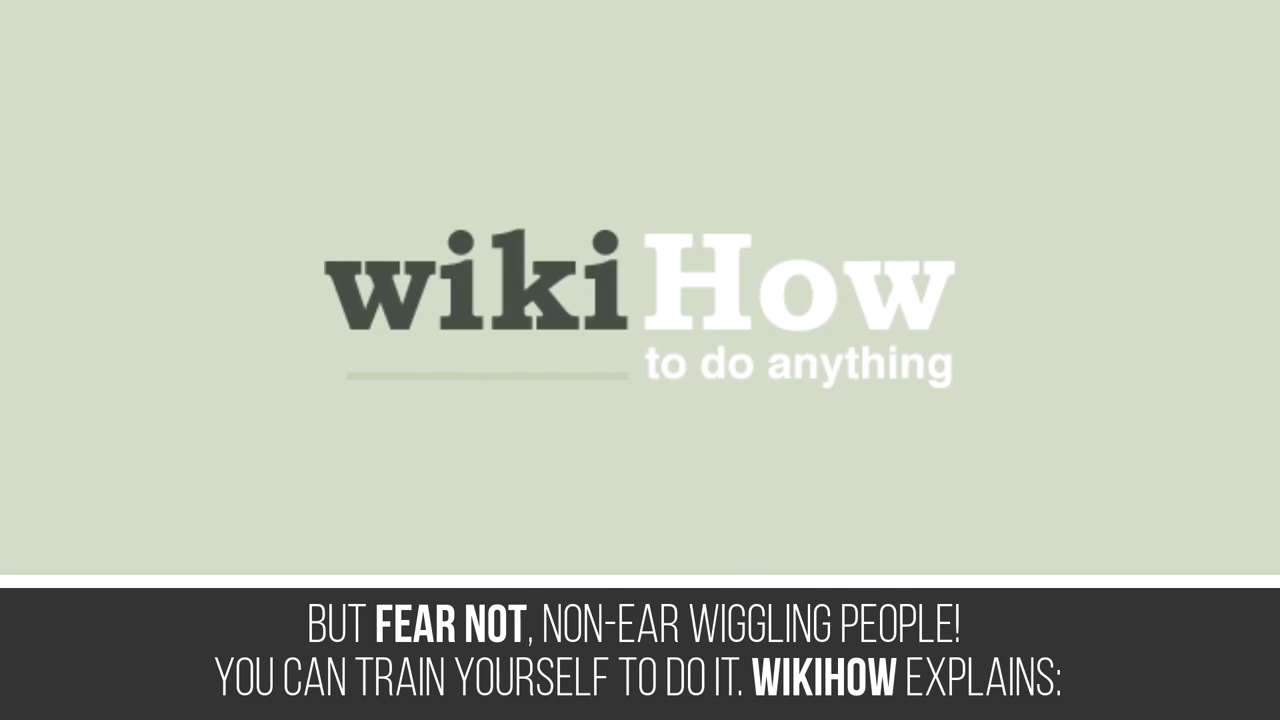 wikiHow
to do anything
BUT FEAR NOT, NON-EAR WIGGLING PEOPLE!
YOU CAN TRAIN YOURSELF TO DO IT. WIKIHOW EXPLAINS: